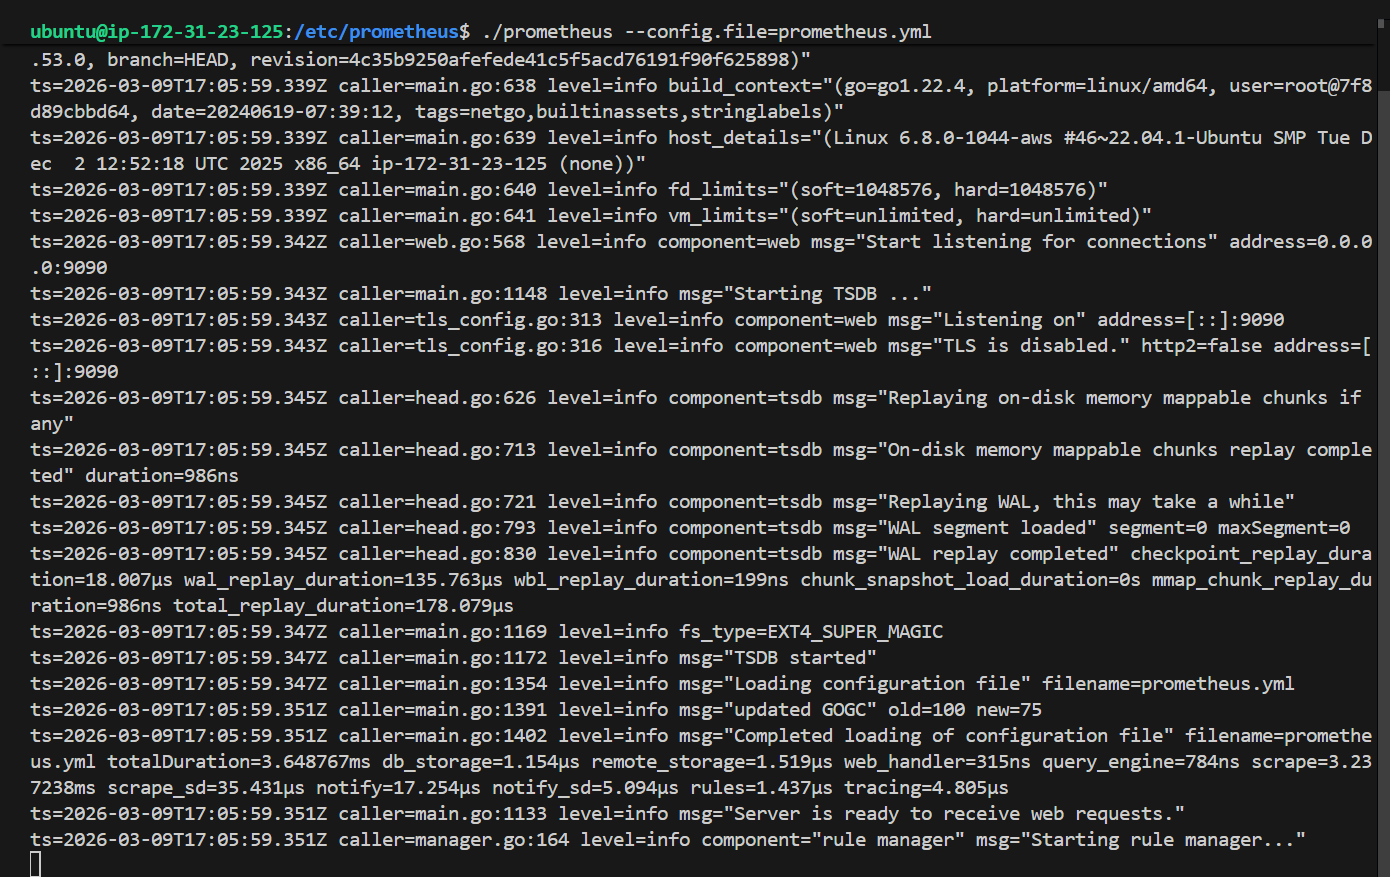 ubuntu@ip-172-31-23-125:/etc/prometheus$ ./prometheus --config.file=prometheus.yml
.53.0, branch=HEAD, revision=4c35b9250afefede41c5f5acd76191f90f625898)"
ts=2026-03-09T17:05:59.339Z caller=main.go:638 level=info build_context="(go=go1.22.4, platform=linux/amd64, user=root@7f8
d89cbbd64, date=20240619-07:39:12, tags=netgo,builtinassets,stringlabels)"
ts=2026-03-09T17:05:59.339Z caller=main.go:639 level=info host_details="(Linux 6.8.0-1044-aws #46~22.04.1-Ubuntu SMP Tue D
ec  2 12:52:18 UTC 2025 x86_64 ip-172-31-23-125 (none))"
ts=2026-03-09T17:05:59.339Z caller=main.go:640 level=info fd_limits="(soft=1048576, hard=1048576)"
ts=2026-03-09T17:05:59.339Z caller=main.go:641 level=info vm_limits="(soft=unlimited, hard=unlimited)"
ts=2026-03-09T17:05:59.342Z caller=web.go:568 level=info component=web msg="Start listening for connections" address=0.0.0
.0:9090
ts=2026-03-09T17:05:59.343Z caller=main.go:1148 level=info msg="Starting TSDB ..."
ts=2026-03-09T17:05:59.343Z caller=tls_config.go:313 level=info component=web msg="Listening on" address=[::]:9090
ts=2026-03-09T17:05:59.343Z caller=tls_config.go:316 level=info component=web msg="TLS is disabled." http2=false address=[
::]:9090
ts=2026-03-09T17:05:59.345Z caller=head.go:626 level=info component=tsdb msg="Replaying on-disk memory mappable chunks if
any"
ts=2026-03-09T17:05:59.345Z caller=head.go:713 level=info component=tsdb msg="On-disk memory mappable chunks replay comple
ted" duration=986ns
ts=2026-03-09T17:05:59.345Z caller=head.go:721 level=info component=tsdb msg="Replaying WAL, this may take a while"
ts=2026-03-09T17:05:59.345Z caller=head.go:793 level=info component=tsdb msg="WAL segment loaded" segment=0 maxSegment=0
ts=2026-03-09T17:05:59.345Z caller=head.go:830 level=info component=tsdb msg="WAL replay completed" checkpoint_replay_dura
tion=18.007µs wal_replay_duration=135.763µs wbl_replay_duration=199ns chunk_snapshot_load_duration=0s mmap_chunk_replay_du
ration=986ns total_replay_duration=178.079µs
ts=2026-03-09T17:05:59.347Z caller=main.go:1169 level=info fs_type=EXT4_SUPER_MAGIC
ts=2026-03-09T17:05:59.347Z caller=main.go:1172 level=info msg="TSDB started"
ts=2026-03-09T17:05:59.347Z caller=main.go:1354 level=info msg="Loading configuration file" filename=prometheus.yml
ts=2026-03-09T17:05:59.351Z caller=main.go:1391 level=info msg="updated GOGC" old=100 new=75
ts=2026-03-09T17:05:59.351Z caller=main.go:1402 level=info msg="Completed loading of configuration file" filename=promethe
us.yml totalDuration=3.648767ms db_storage=1.154µs remote_storage=1.519µs web_handler=315ns query_engine=784ns scrape=3.23
7238ms scrape_sd=35.431µs notify=17.254µs notify_sd=5.094µs rules=1.437µs tracing=4.805µs
ts=2026-03-09T17:05:59.351Z caller=main.go:1133 level=info msg="Server is ready to receive web requests."
ts=2026-03-09T17:05:59.351Z caller=manager.go:164 level=info component="rule manager" msg="Starting rule manager..."